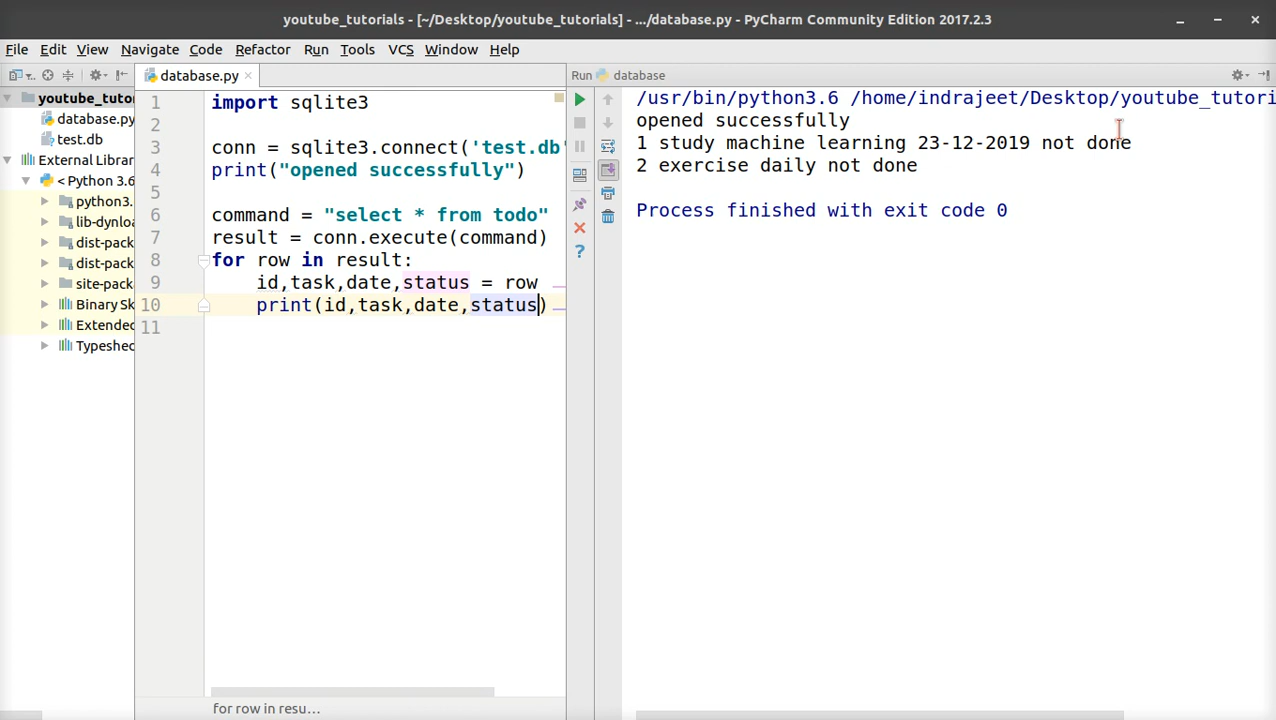 youtube_tutorials - [~/Desktop/youtube_tutorials] - .../database.py - PyCharm Community Edition 2017.2.3
File Edit View Navigate Code Refactor Run Tools VCS Window Help
database.py
Run database
youtube_tutor
database.py
test.db
External Librar
< Python 3.6
python3.
lib-dynloa
dist-pack
dist-pack
site-pack
Binary Sk
Extended
Typeshed
1 import sqlite3
2
3 conn = sqlite3.connect('test.db'
4 print("opened successfully")
5
6 command = "select * from todo"
7 result = conn.execute(command)
8 for row in result:
9 id,task,date,status = row
10 print(id,task,date,status)
11
for row in resu...
/usr/bin/python3.6 /home/indrajeet/Desktop/youtube_tutori
opened successfully
1 study machine learning 23-12-2019 not done
2 exercise daily not done
Process finished with exit code 0